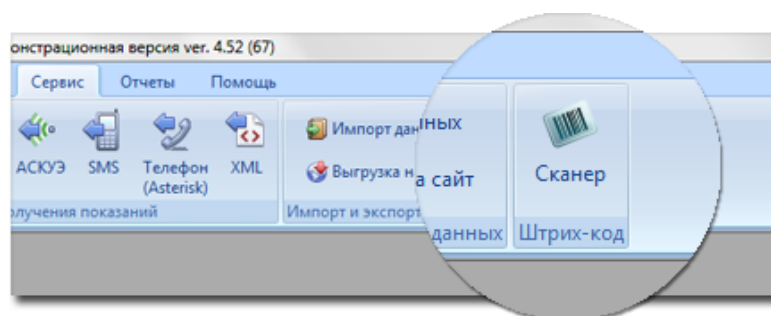 онстрационная версия ver. 4.52 (67)
Сервис Отчеты Помощь
АСКУЭ SMS Телефон (Asterisk) XML
Импорт дан нных
Выгрузка н а сайт
Сканер
олучения показаний Импорт и экспорт данных Штрих-код